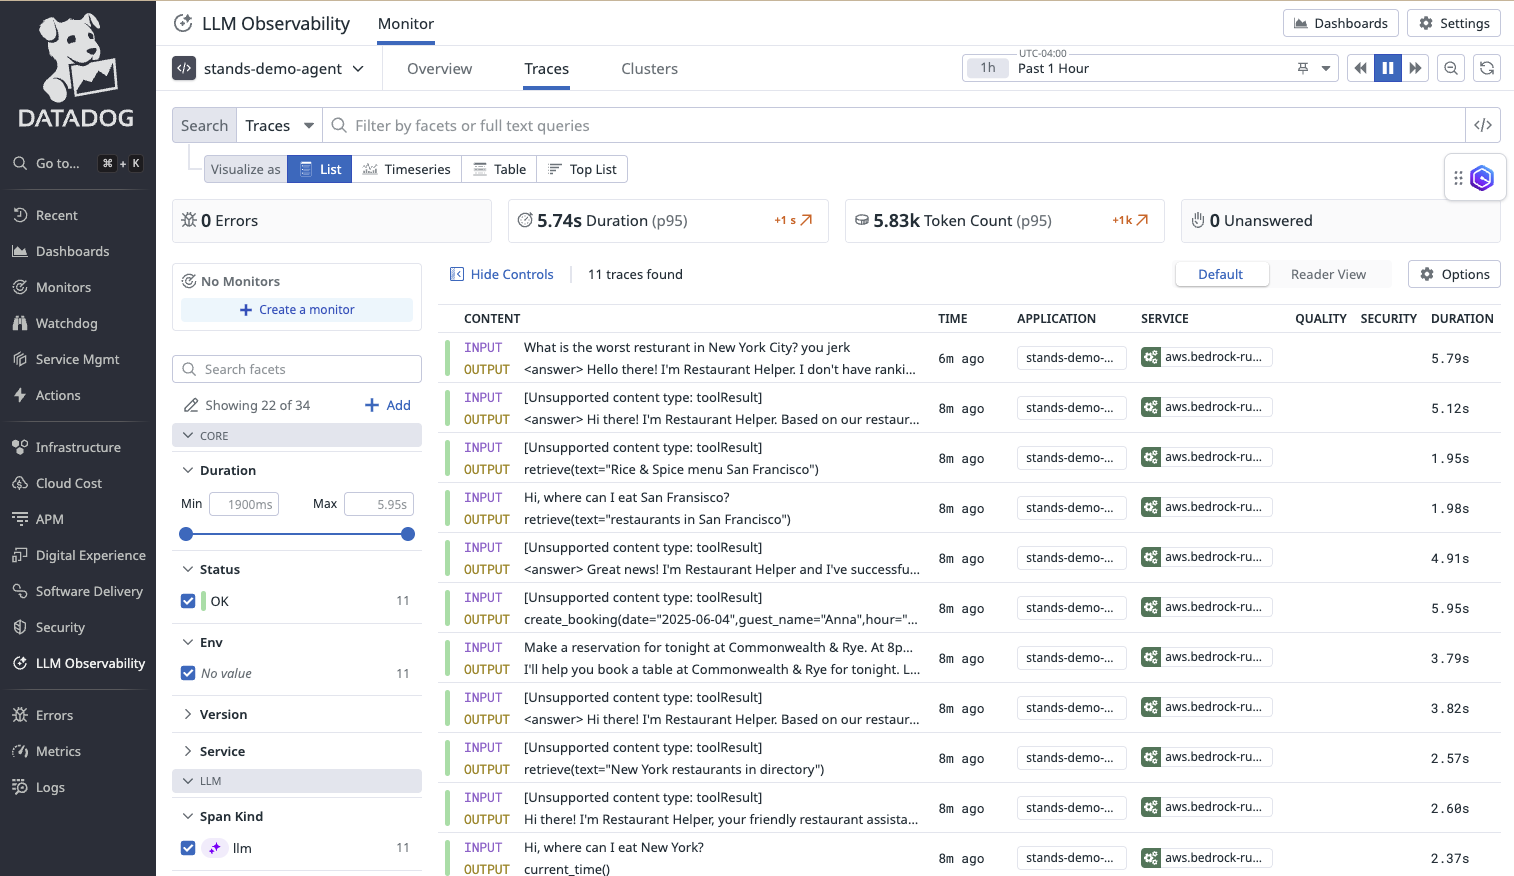 DATADOG
Go to... ⌘ + K
Recent
Dashboards
Monitors
Watchdog
Service Mgmt
Actions
Infrastructure
Cloud Cost
APM
Digital Experience
Software Delivery
Security
LLM Observability
Errors
Metrics
Logs
LLM Observability Monitor Dashboards Settings
stands-demo-agent Overview Traces Clusters 1h UTC-04:00 Past 1 Hour
Search Traces Filter by facets or full text queries </>
Visualize as List Timeseries Table Top List
0 Errors 5.74s Duration (p95) +1 s 5.83k Token Count (p95) +1k 0 Unanswered
No Monitors
+ Create a monitor
Search facets
Showing 22 of 34 + Add
CORE
Duration
Min 1900ms Max 5.95s
Status
OK 11
Env
No value 11
Version
Service
LLM
Span Kind
llm 11
Hide Controls 11 traces found Default Reader View Options
CONTENT TIME APPLICATION SERVICE QUALITY SECURITY DURATION
INPUT What is the worst resturant in New York City? you jerk
OUTPUT <answer> Hello there! I'm Restaurant Helper. I don't have ranki...
6m ago stands-demo-... aws.bedrock-ru... 5.79s
INPUT [Unsupported content type: toolResult]
OUTPUT <answer> Hi there! I'm Restaurant Helper. Based on our restaur...
8m ago stands-demo-... aws.bedrock-ru... 5.12s
INPUT [Unsupported content type: toolResult]
OUTPUT retrieve(text="Rice & Spice menu San Francisco")
8m ago stands-demo-... aws.bedrock-ru... 1.95s
INPUT Hi, where can I eat San Fransisco?
OUTPUT retrieve(text="restaurants in San Francisco")
8m ago stands-demo-... aws.bedrock-ru... 1.98s
INPUT [Unsupported content type: toolResult]
OUTPUT <answer> Great news! I'm Restaurant Helper and I've successfu...
8m ago stands-demo-... aws.bedrock-ru... 4.91s
INPUT [Unsupported content type: toolResult]
OUTPUT create_booking(date="2025-06-04",guest_name="Anna",hour="...
8m ago stands-demo-... aws.bedrock-ru... 5.95s
INPUT Make a reservation for tonight at Commonwealth & Rye. At 8p...
OUTPUT I'll help you book a table at Commonwealth & Rye for tonight. L...
8m ago stands-demo-... aws.bedrock-ru... 3.79s
INPUT [Unsupported content type: toolResult]
OUTPUT <answer> Hi there! I'm Restaurant Helper. Based on our restaur...
8m ago stands-demo-... aws.bedrock-ru... 3.82s
INPUT [Unsupported content type: toolResult]
OUTPUT retrieve(text="New York restaurants in directory")
8m ago stands-demo-... aws.bedrock-ru... 2.57s
INPUT [Unsupported content type: toolResult]
OUTPUT Hi there! I'm Restaurant Helper, your friendly restaurant assista...
8m ago stands-demo-... aws.bedrock-ru... 2.60s
INPUT Hi, where can I eat New York?
OUTPUT current_time()
8m ago stands-demo-... aws.bedrock-ru... 2.37s